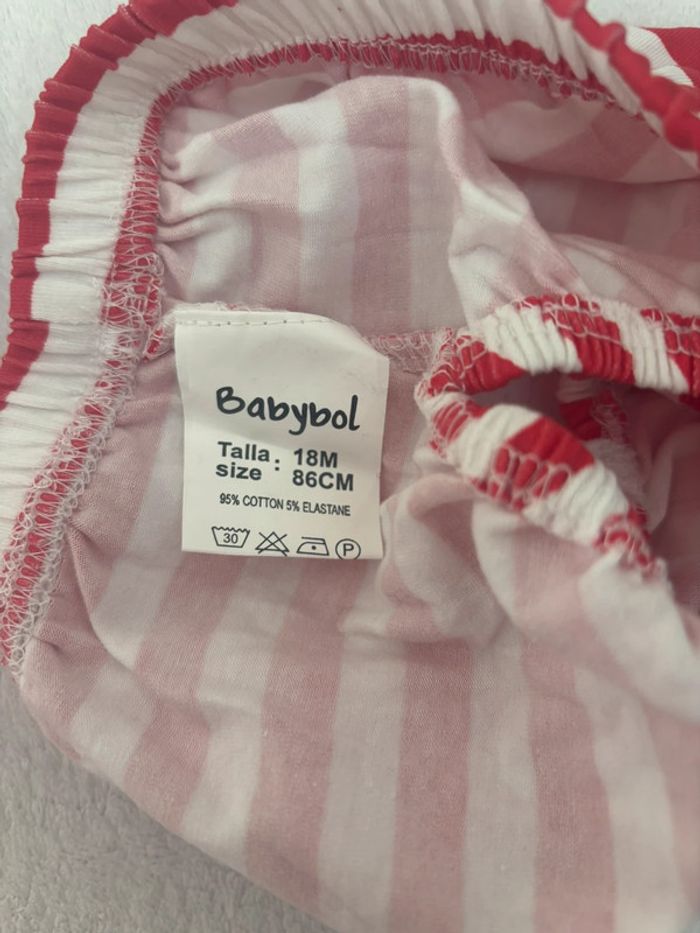 Babybol
Talla : 18M
size 86CM
95% COTTON 5% ELASTANE
30 P